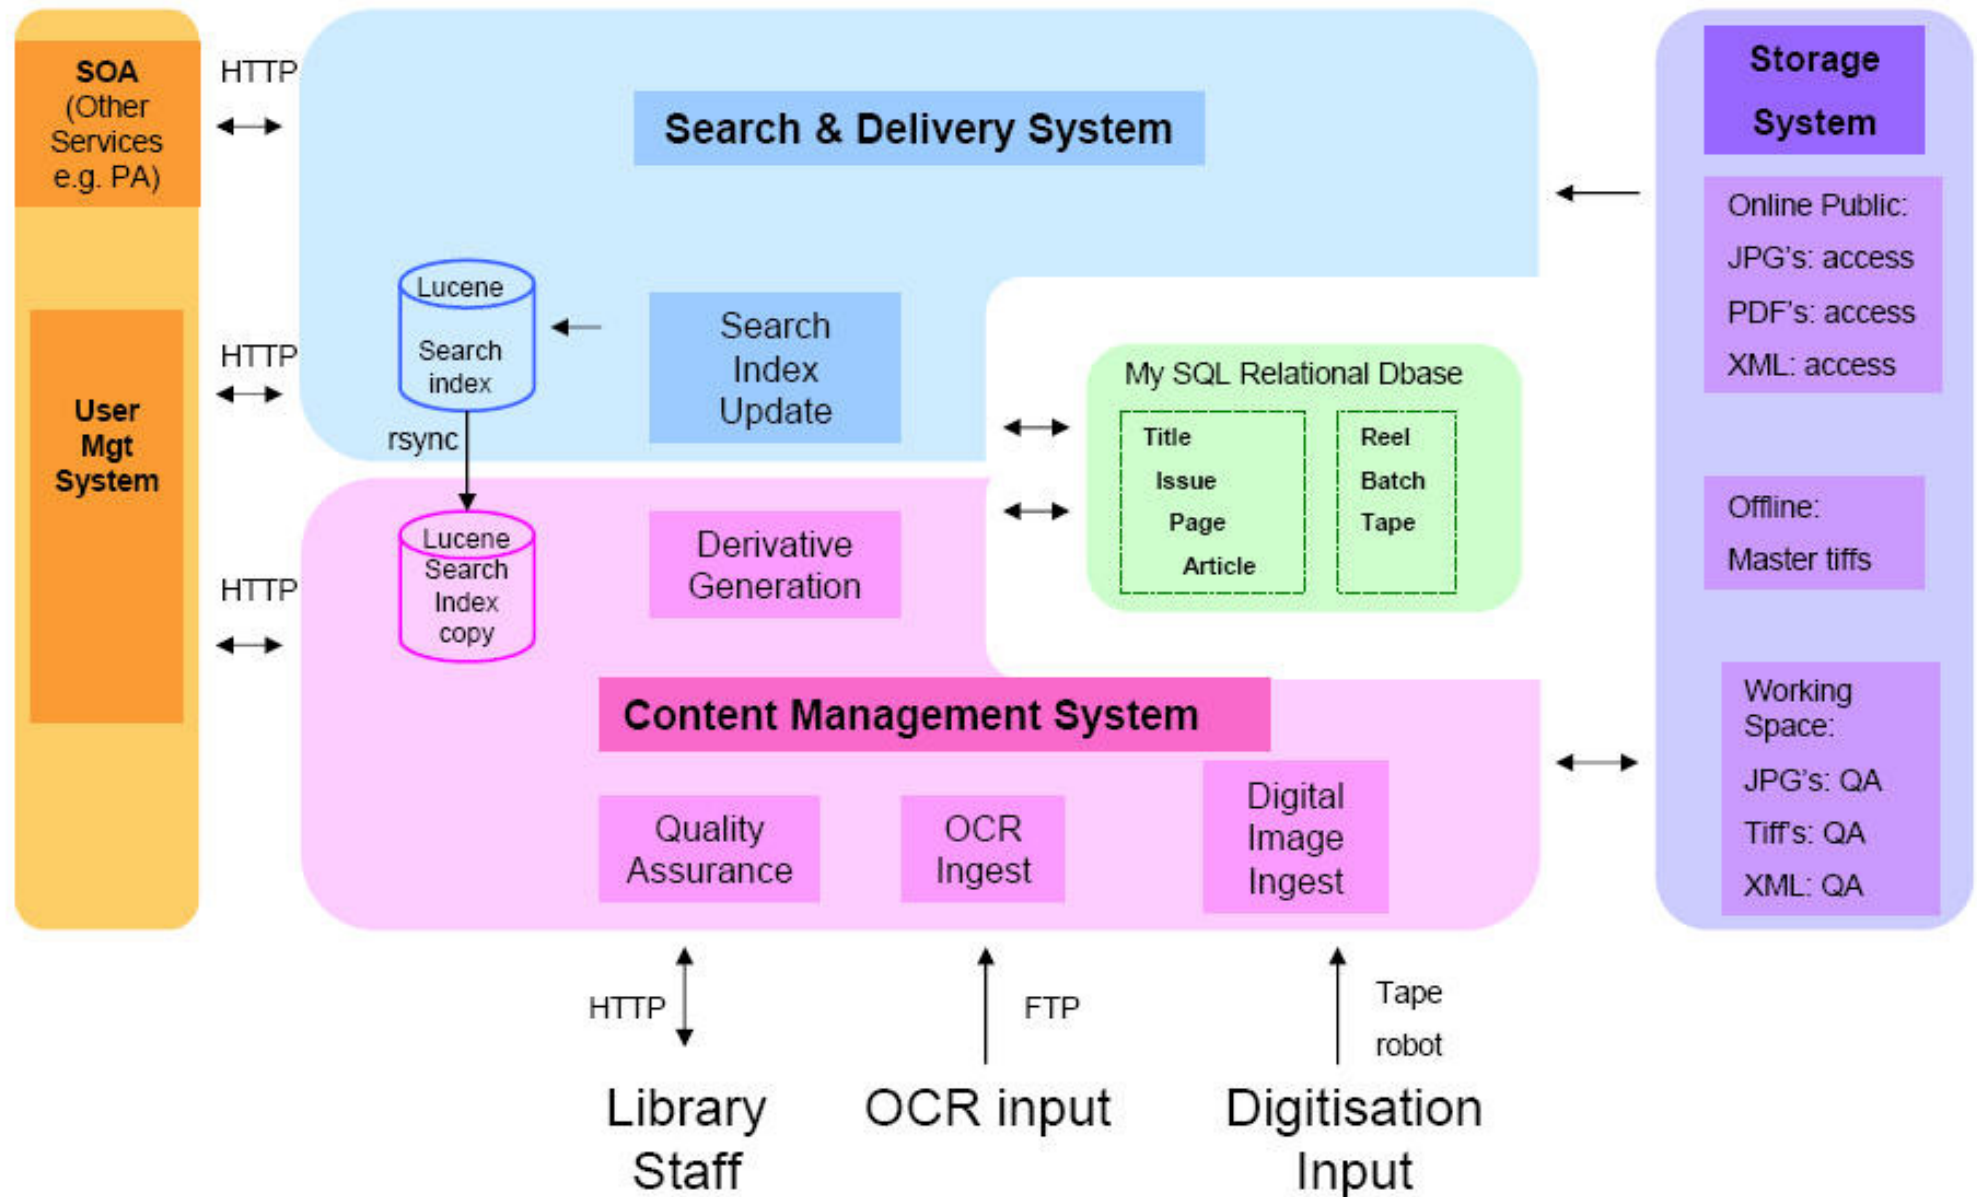 SOA
(Other
Services
e.g. PA)
User
Mgt
System
HTTP
HTTP
HTTP
Search & Delivery System
Lucene
Search
index
Search
Index
Update
rsync
Lucene
Search
Index
copy
Derivative
Generation
My SQL Relational Dbase
Title
Issue
Page
Article
Reel
Batch
Tape
Content Management System
Quality
Assurance
OCR
Ingest
Digital
Image
Ingest
Storage
System
Online Public:
JPG's: access
PDF's: access
XML: access
Offline:
Master tiffs
Working
Space:
JPG's: QA
Tiff's: QA
XML: QA
HTTP
FTP
Tape
robot
Library
Staff
OCR input
Digitisation
Input